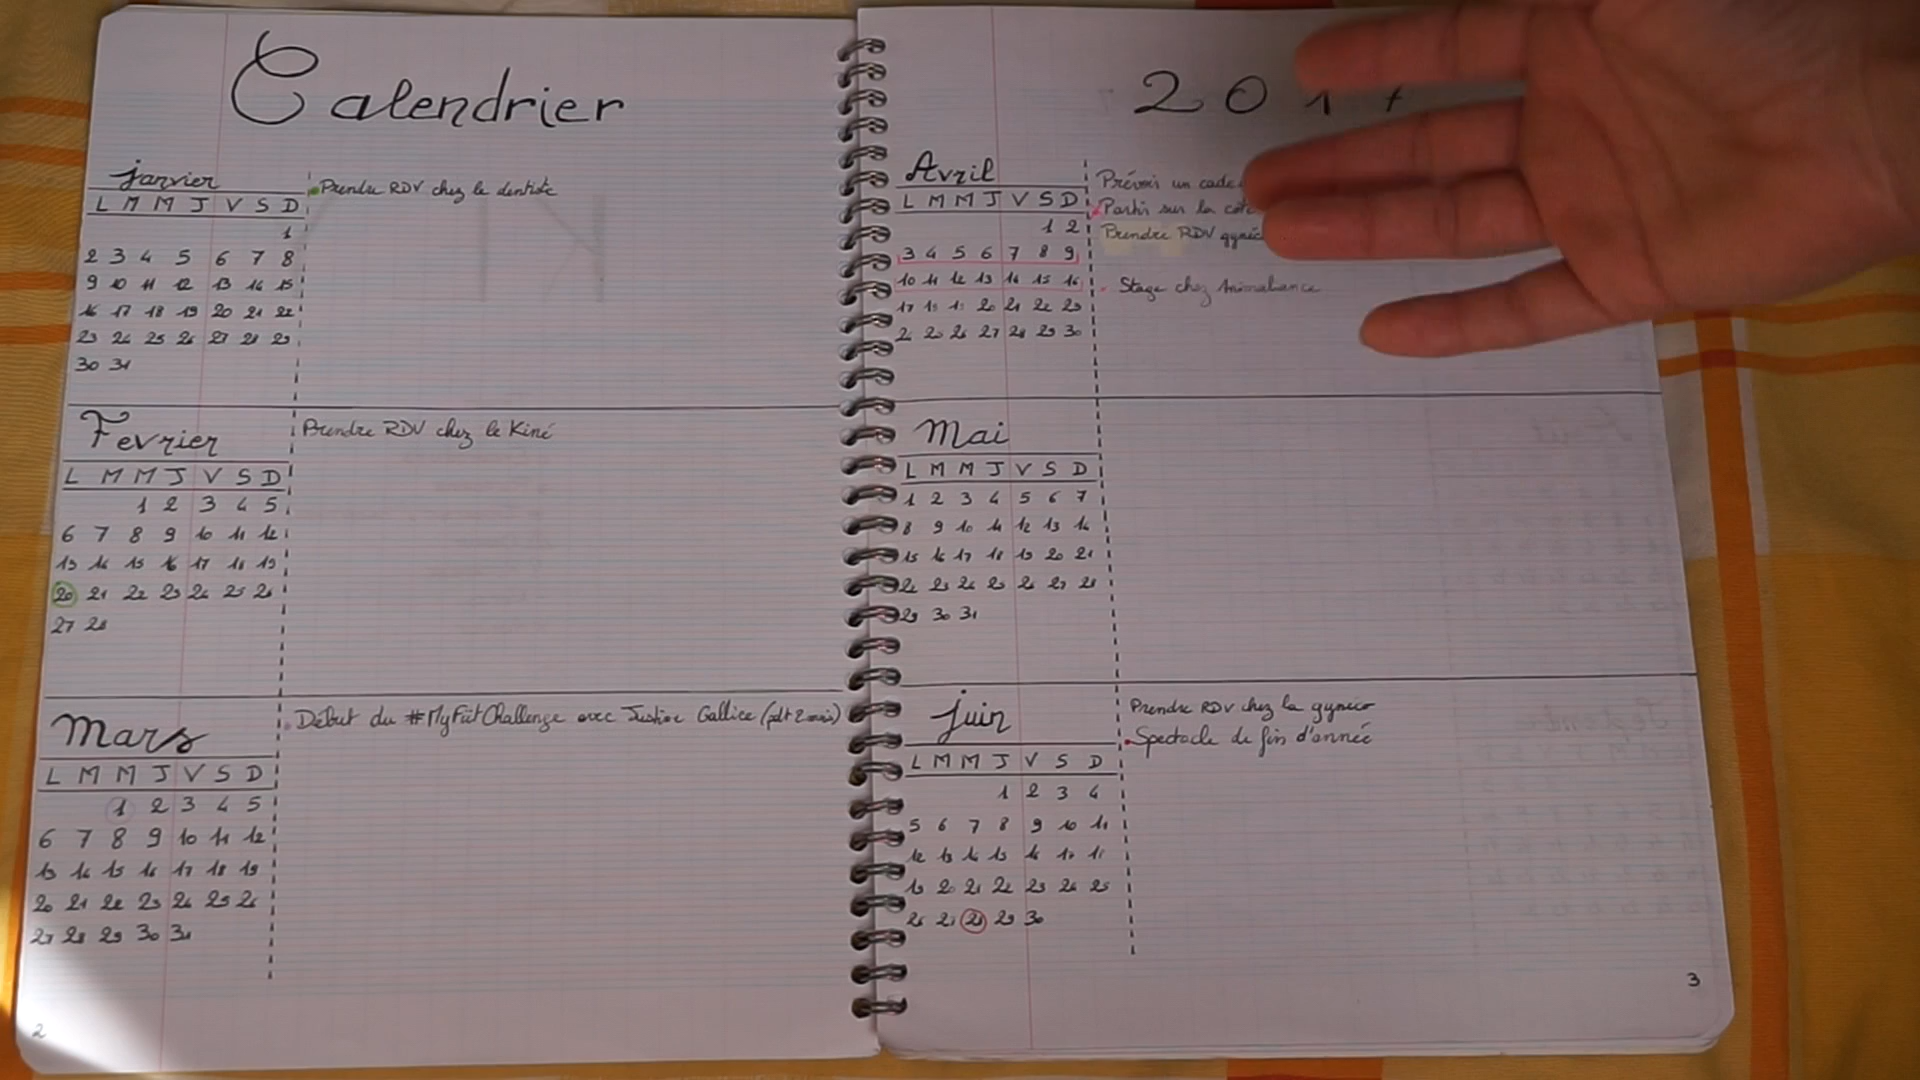 Calendrier
Janvier
L M M J V S D
1
2 3 4 5 6 7 8
9 10 11 12 13 14 15
16 17 18 19 20 21 22
23 24 25 26 27 28 29
30 31
Prendre RDV chez le dentiste
Fevrier
L M M J V S D
1 2 3 4 5
6 7 8 9 10 11 12
13 14 15 16 17 18 19
20 21 22 23 24 25 26
27 28
Prendre RDV chez le Kiné
Mars
L M M J V S D
1 2 3 4 5
6 7 8 9 10 11 12
13 14 15 16 17 18 19
20 21 22 23 24 25 26
27 28 29 30 31
Début du #MyFitChallenge avec Justine Gallice (pdt 2 mois)
2
201
Avril
L M M J V S D
1 2
3 4 5 6 7 8 9
10 11 12 13 14 15 16
17 18 19 20 21 22 23
24 25 26 27 28 29 30
Prévoir un
Partir sur la
Prendre RDV
Stage chez
Mai
L M M J V S D
1 2 3 4 5 6 7
8 9 10 11 12 13 14
15 16 17 18 19 20 21
22 23 24 25 26 27 28
29 30 31
Juin
L M M J V S D
1 2 3 4
5 6 7 8 9 10 11
12 13 14 15 16 17 18
19 20 21 22 23 24 25
26 27 28 29 30
Prendre RDV chez la gynéco
Spectacle de fin d'année
3